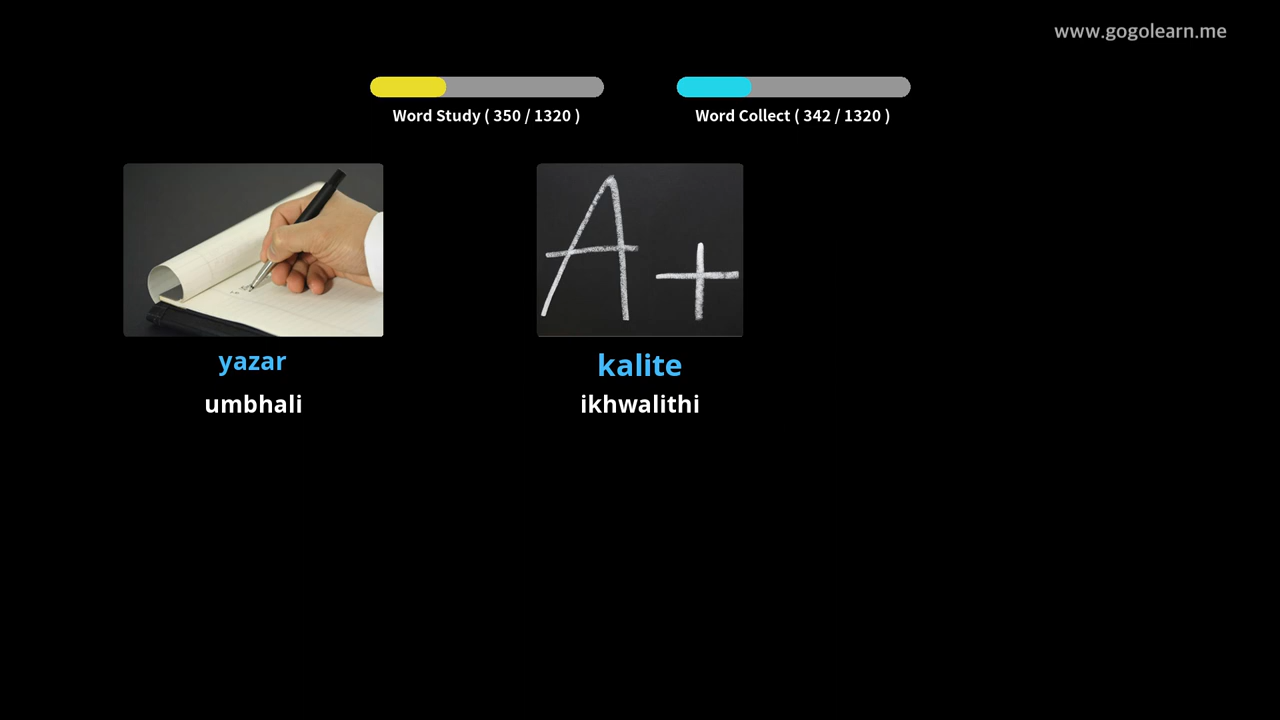 www.gogolearn.me
Word Study ( 350 / 1320 )
Word Collect ( 342 / 1320 )
A+
yazar
umbhali
kalite
ikhwalithi